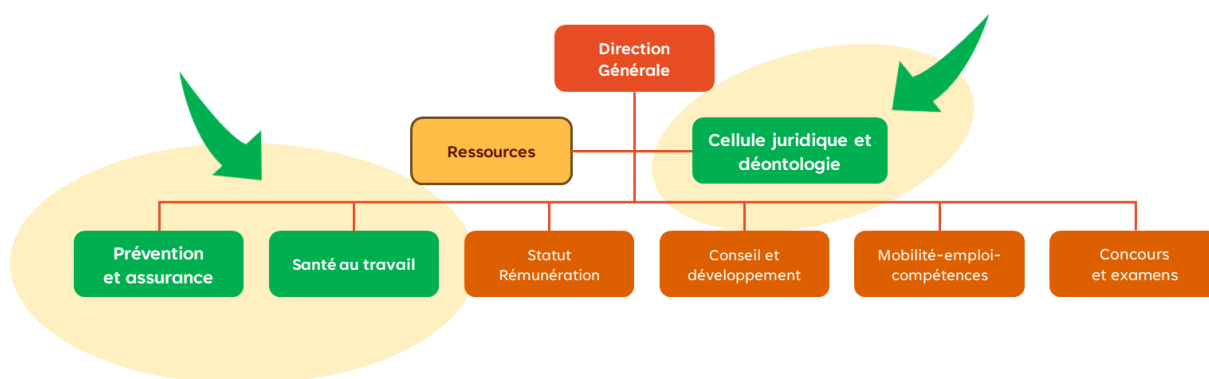 Direction
Générale
Ressources
Cellule juridique et
déontologie
Prévention
et assurance
Santé au travail
Statut
Rémunération
Conseil et
développement
Mobilité-emploi-
compétences
Concours
et examens